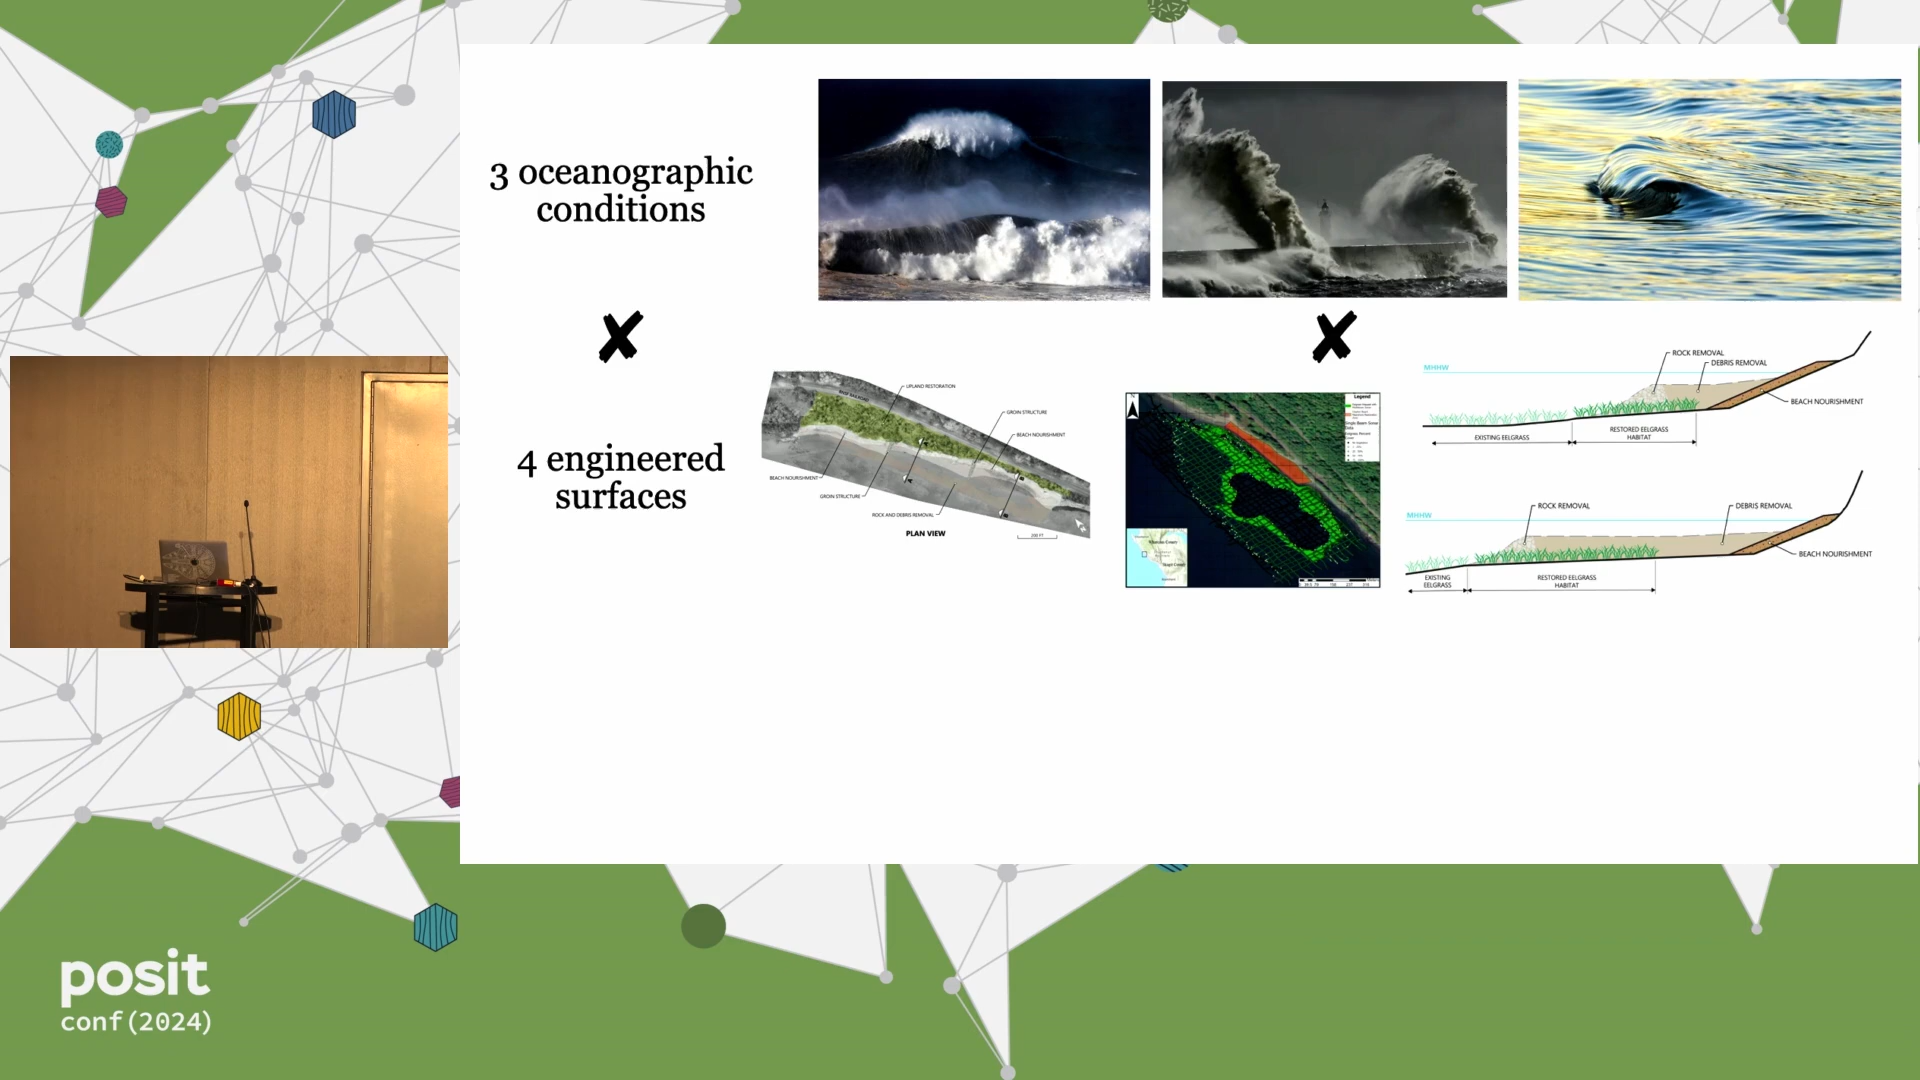 3 oceanographic
conditions
✘
✘
4 engineered
surfaces
UPLAND RESTORATION
GROIN STRUCTURE
BEACH NOURISHMENT
BEACH NOURISHMENT
GROIN STRUCTURE
ROCK AND DEBRIS REMOVAL
PLAN VIEW
200 FT
Legend
ROCK REMOVAL
DEBRIS REMOVAL
MHHW
BEACH NOURISHMENT
EXISTING EELGRASS
RESTORED EELGRASS
HABITAT
ROCK REMOVAL
DEBRIS REMOVAL
MHHW
BEACH NOURISHMENT
EXISTING
EELGRASS
RESTORED EELGRASS
HABITAT
posit
conf(2024)